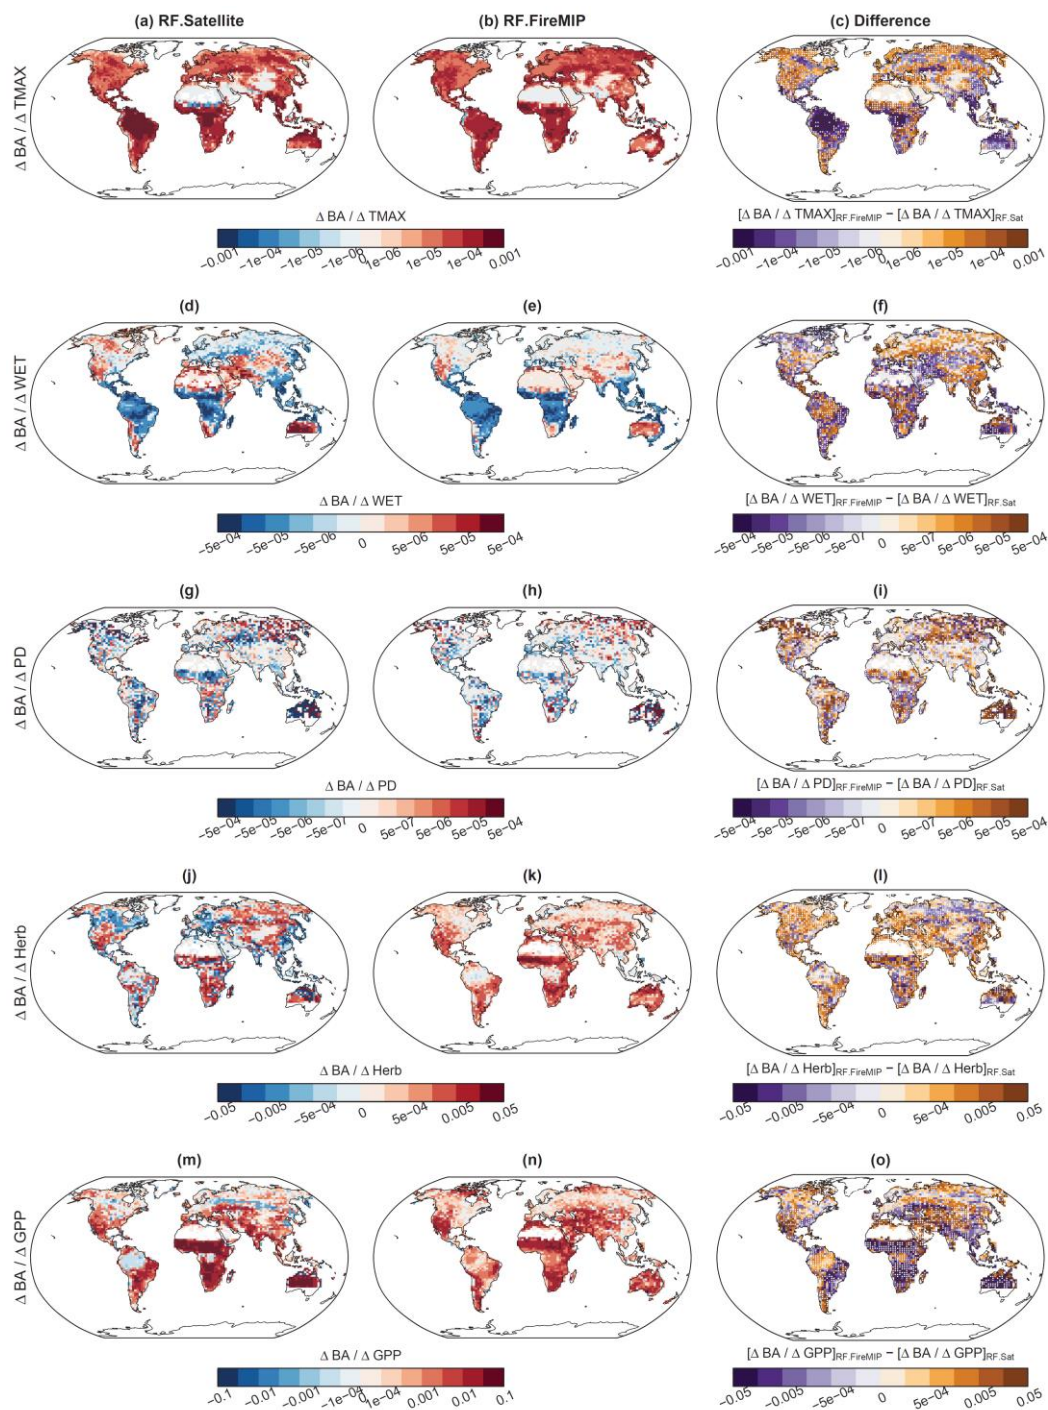 (a) RF.Satellite (b) RF.FireMIP (c) Difference
Δ BA / Δ TMAX
Δ BA / Δ TMAX [Δ BA / Δ TMAX]RF.FireMIP − [Δ BA / Δ TMAX]RF.Sat
−0.001 −1e−04 −1e−05 −1e−06 1e−06 1e−05 1e−04 0.001 −0.001 −1e−04 −1e−05 −1e−06 1e−06 1e−05 1e−04 0.001
(d) (e) (f)
Δ BA / Δ WET
Δ BA / Δ WET [Δ BA / Δ WET]RF.FireMIP − [Δ BA / Δ WET]RF.Sat
−5e−04 −5e−05 −5e−06 0 5e−06 5e−05 5e−04 −5e−04 −5e−05 −5e−06 −5e−07 0 5e−07 5e−06 5e−05 5e−04
(g) (h) (i)
Δ BA / Δ PD
Δ BA / Δ PD [Δ BA / Δ PD]RF.FireMIP − [Δ BA / Δ PD]RF.Sat
−5e−04 −5e−05 −5e−06 −5e−07 0 5e−07 5e−06 5e−05 5e−04 −5e−04 −5e−05 −5e−06 −5e−07 0 5e−07 5e−06 5e−05 5e−04
(j) (k) (l)
Δ BA / Δ Herb
Δ BA / Δ Herb [Δ BA / Δ Herb]RF.FireMIP − [Δ BA / Δ Herb]RF.Sat
−0.05 −0.005 −5e−04 0 5e−04 0.005 0.05 −0.05 −0.005 −5e−04 0 5e−04 0.005 0.05
(m) (n) (o)
Δ BA / Δ GPP
Δ BA / Δ GPP [Δ BA / Δ GPP]RF.FireMIP − [Δ BA / Δ GPP]RF.Sat
−0.1 −0.01 −0.001 −1e−04 1e−04 0.001 0.01 0.1 −0.05 −0.005 −5e−04 0 5e−04 0.005 0.05